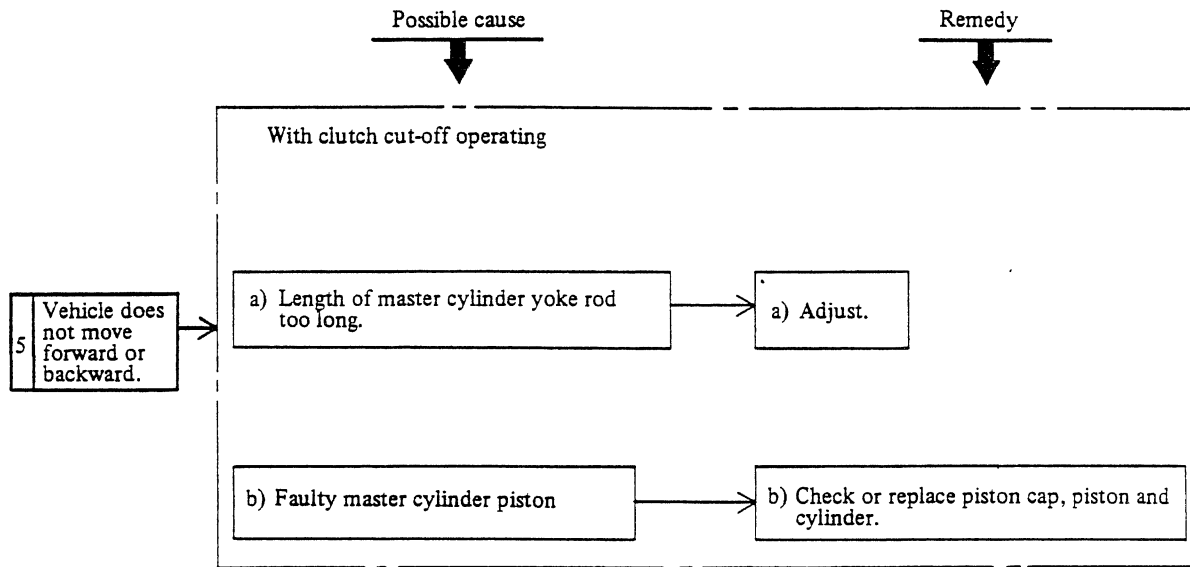 Possible cause
Remedy
With clutch cut-off operating
5
Vehicle does
not move
forward or
backward.
a) Length of master cylinder yoke rod
too long.
a) Adjust.
b) Faulty master cylinder piston
b) Check or replace piston cap, piston and
cylinder.